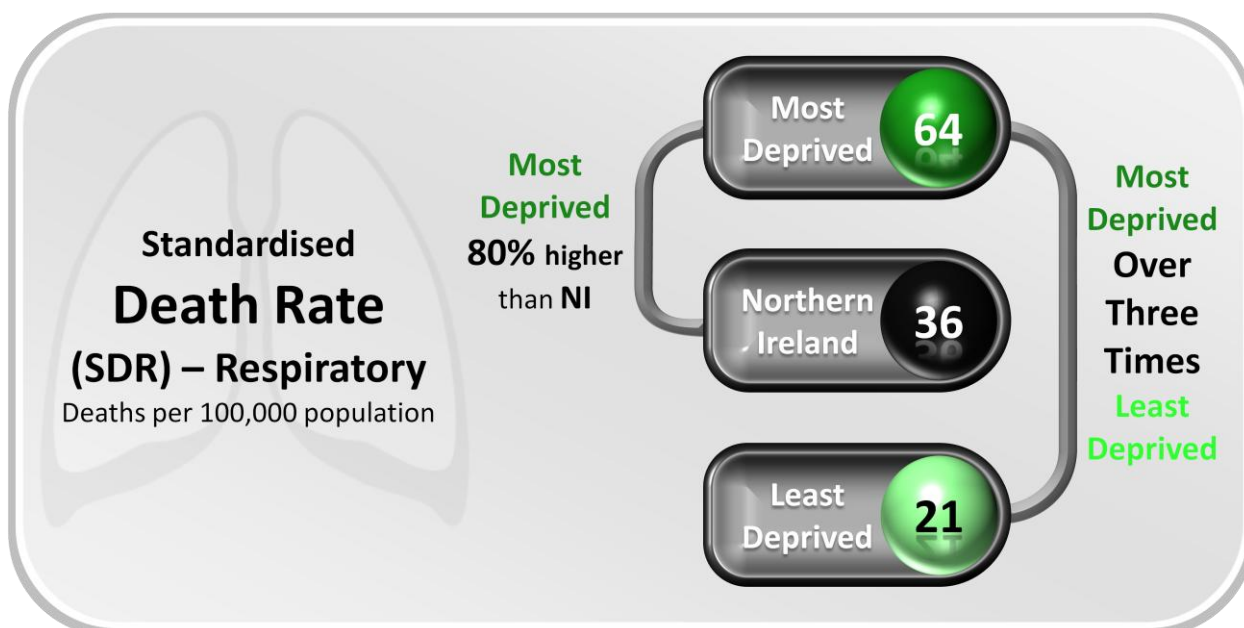 Standardised
Death Rate
(SDR) – Respiratory
Deaths per 100,000 population
Most
Deprived
80% higher
than NI
Most
Deprived
64
Northern
Ireland
36
Least
Deprived
21
Most
Deprived
Over
Three
Times
Least
Deprived